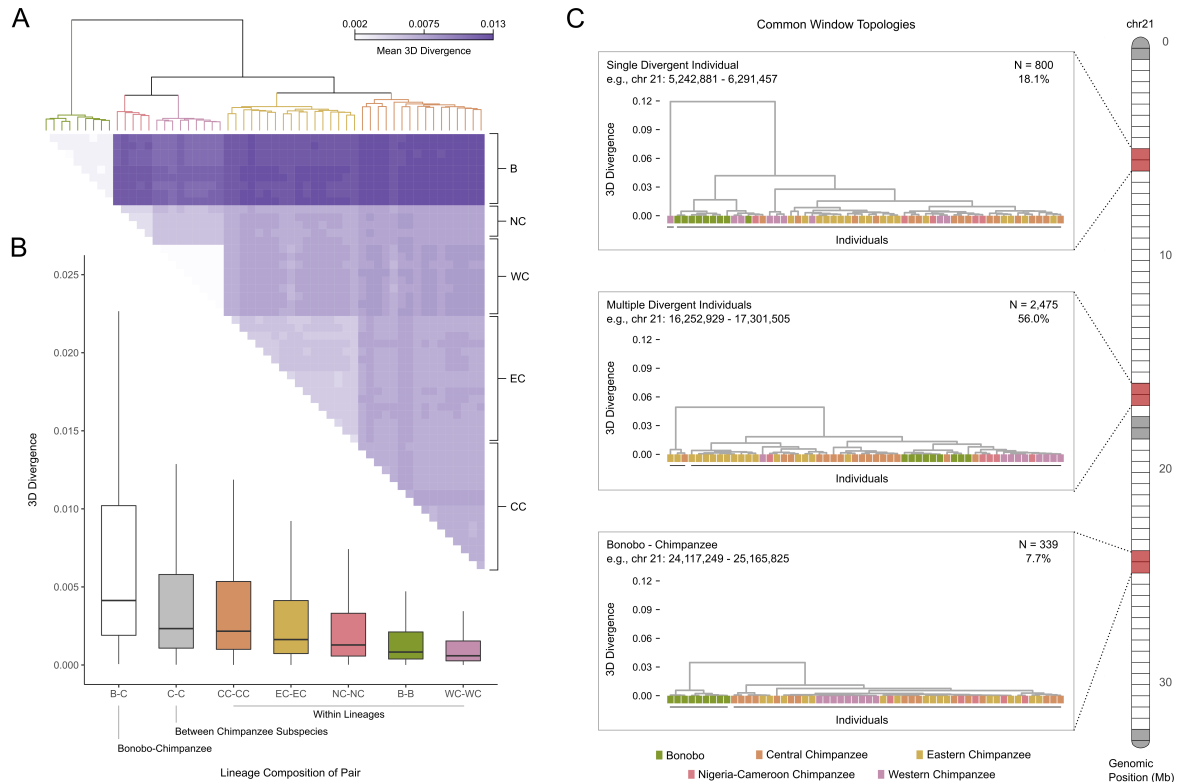 A
0.002 0.0075 0.013
Mean 3D Divergence
B
NC
WC
EC
CC
B
0.025
0.020
0.015
0.010
0.005
0.000
3D Divergence
B-C C-C CC-CC EC-EC NC-NC B-B WC-WC
Within Lineages
Between Chimpanzee Subspecies
Bonobo-Chimpanzee
Lineage Composition of Pair
C
Common Window Topologies
Single Divergent Individual N = 800
e.g., chr 21: 5,242,881 - 6,291,457 18.1%
0.12
0.09
0.06
0.03
0.00
3D Divergence
Individuals
Multiple Divergent Individuals N = 2,475
e.g., chr 21: 16,252,929 - 17,301,505 56.0%
0.12
0.09
0.06
0.03
0.00
3D Divergence
Individuals
Bonobo - Chimpanzee N = 339
e.g., chr 21: 24,117,249 - 25,165,825 7.7%
0.12
0.09
0.06
0.03
0.00
3D Divergence
Individuals
Bonobo Central Chimpanzee Eastern Chimpanzee
Nigeria-Cameroon Chimpanzee Western Chimpanzee
chr21
0
10
20
30
Genomic
Position (Mb)